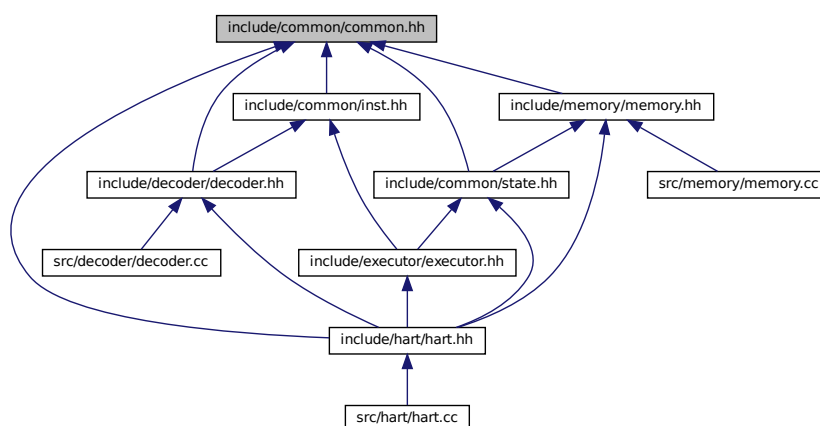 include/common/common.hh
include/common/inst.hh
include/memory/memory.hh
include/decoder/decoder.hh
include/common/state.hh
src/memory/memory.cc
src/decoder/decoder.cc
include/executor/executor.hh
include/hart/hart.hh
src/hart/hart.cc